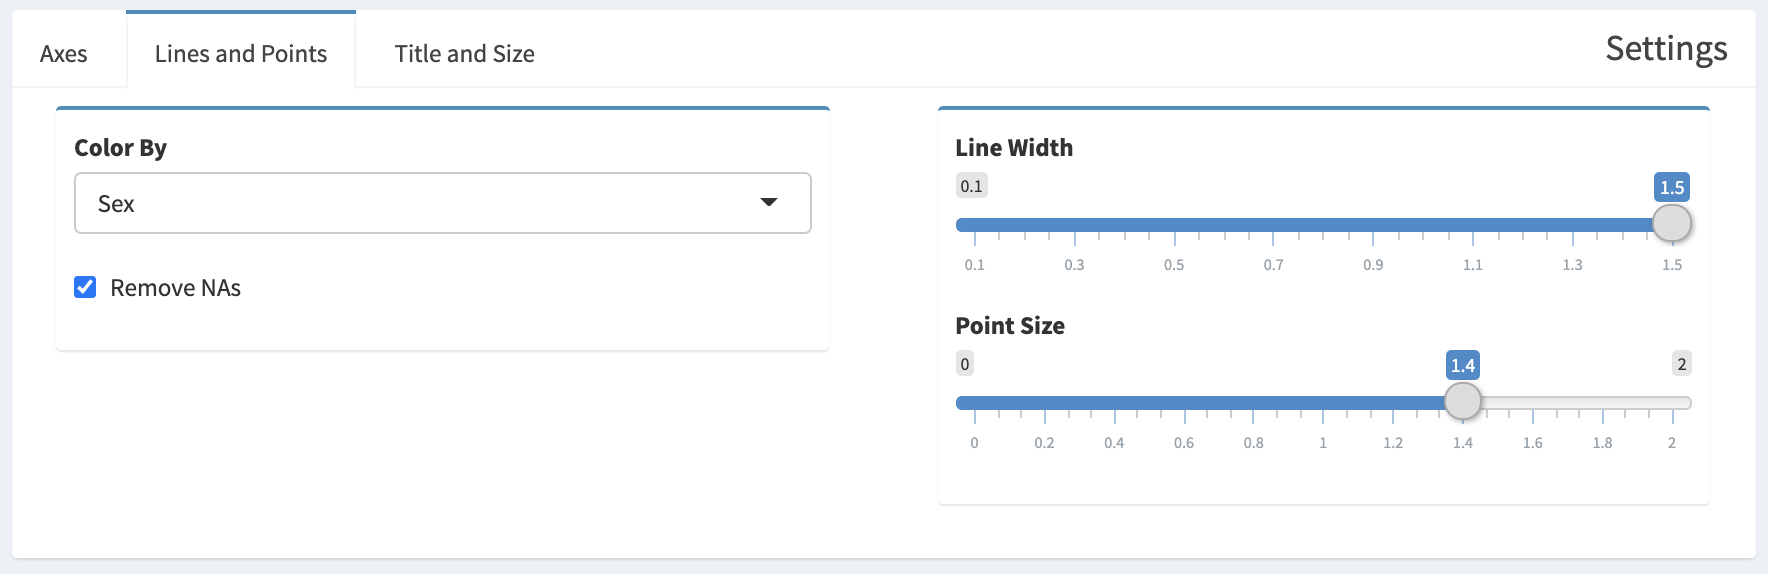 Axes
Lines and Points
Title and Size
Settings
Color By
Sex
Remove NAs
Line Width
0.1 1.5
0.1 0.3 0.5 0.7 0.9 1.1 1.3 1.5
Point Size
0 1.4 2
0 0.2 0.4 0.6 0.8 1 1.2 1.4 1.6 1.8 2